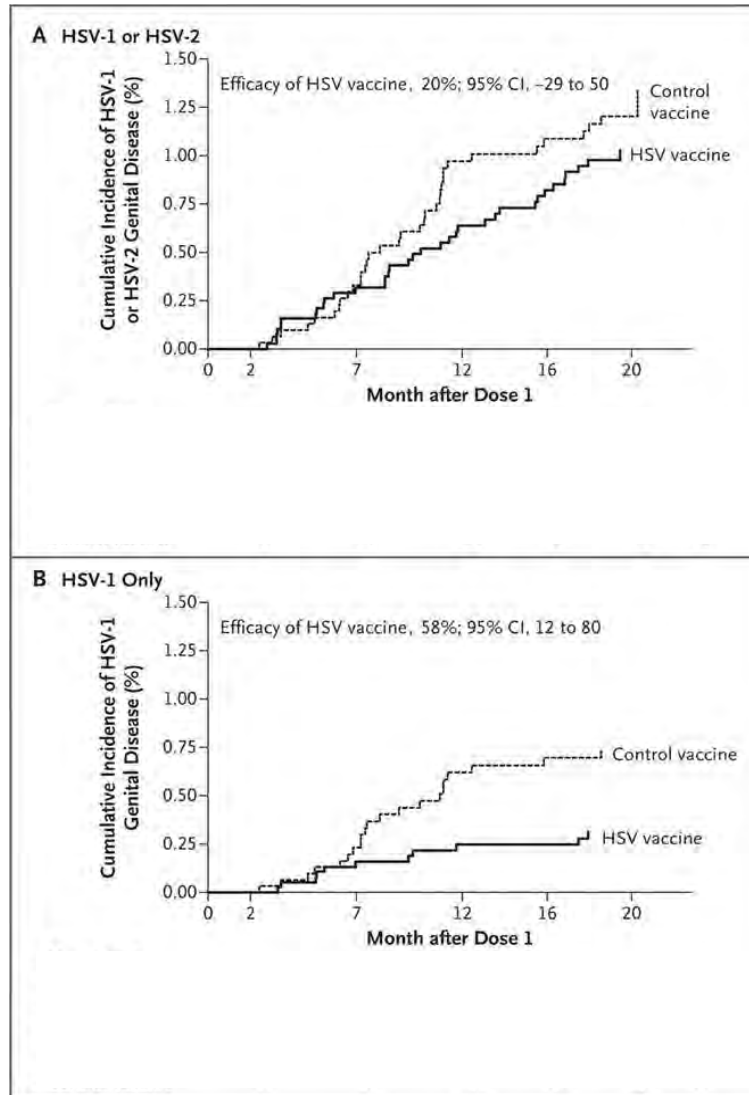 A HSV-1 or HSV-2
1.50
1.25
1.00
0.75
0.50
0.25
0.00
Cumulative Incidence of HSV-1
or HSV-2 Genital Disease (%)
Efficacy of HSV vaccine, 20%; 95% CI, –29 to 50
Control
vaccine
HSV vaccine
0 2 7 12 16 20
Month after Dose 1
B HSV-1 Only
1.50
1.25
1.00
0.75
0.50
0.25
0.00
Cumulative Incidence of HSV-1
Genital Disease (%)
Efficacy of HSV vaccine, 58%; 95% CI, 12 to 80
Control vaccine
HSV vaccine
0 2 7 12 16 20
Month after Dose 1